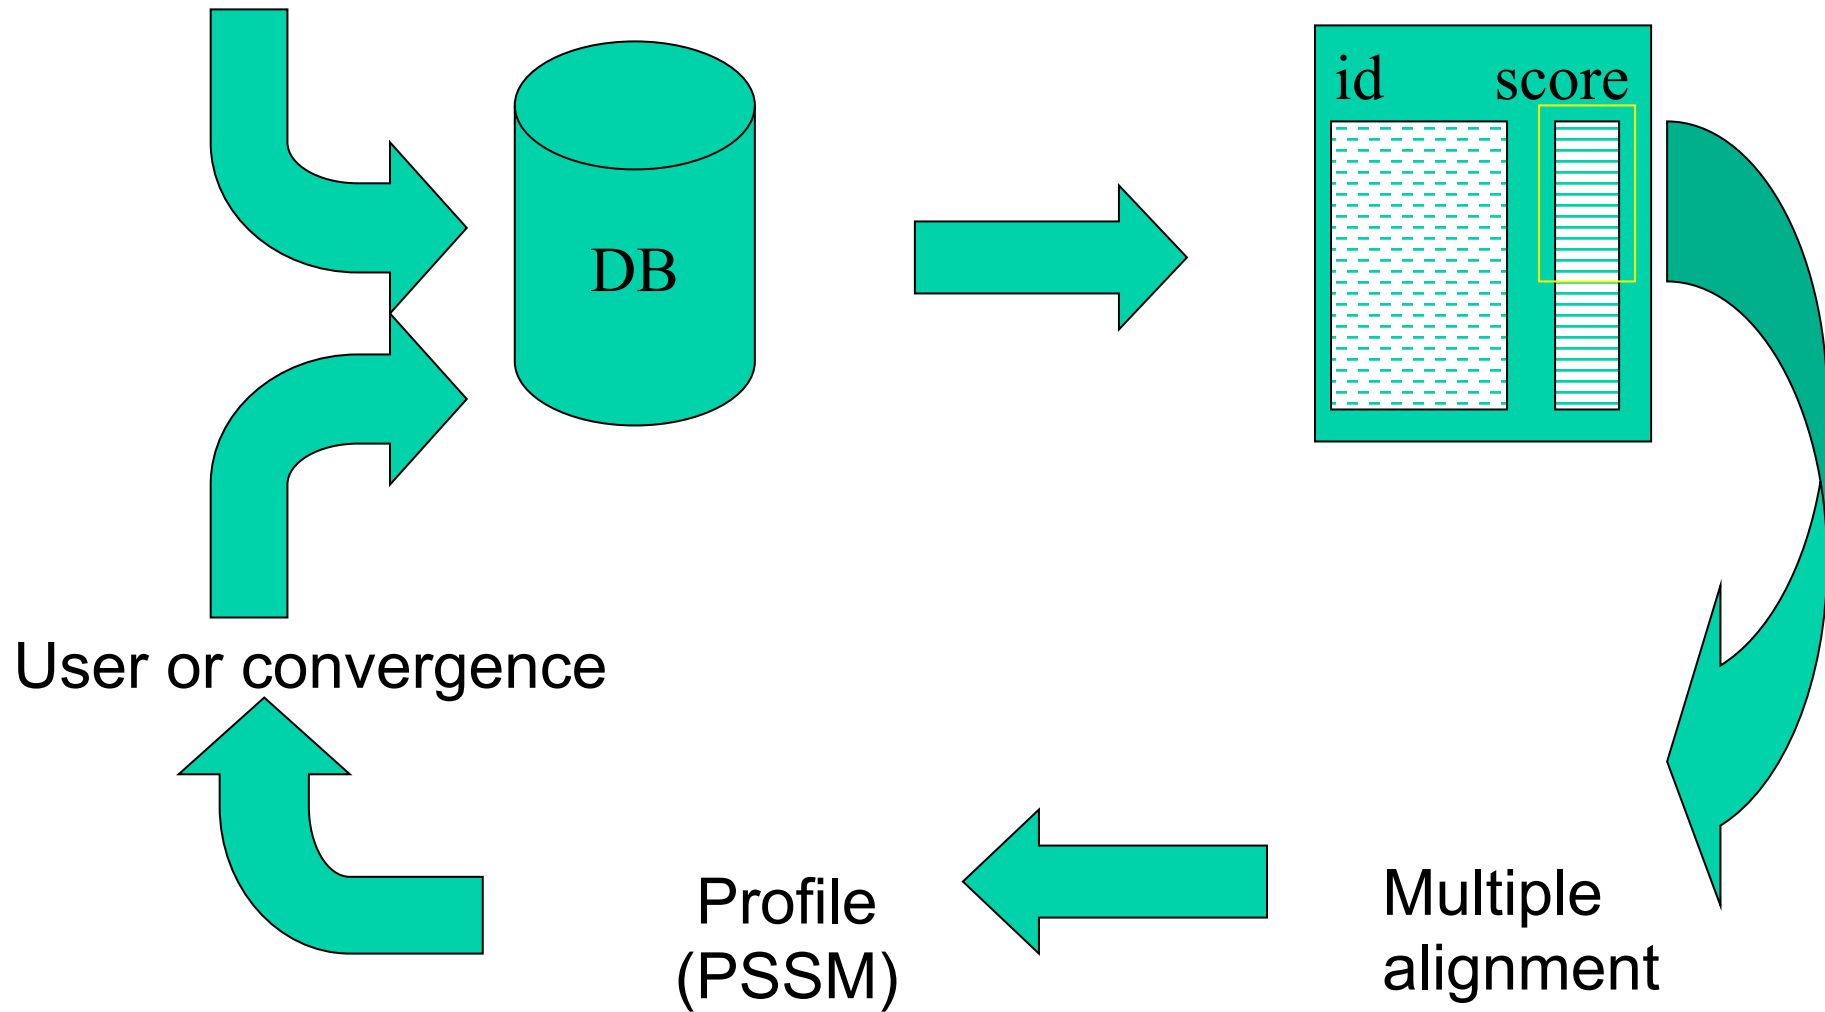 id score
DB
User or convergence
Profile
(PSSM)
Multiple
alignment